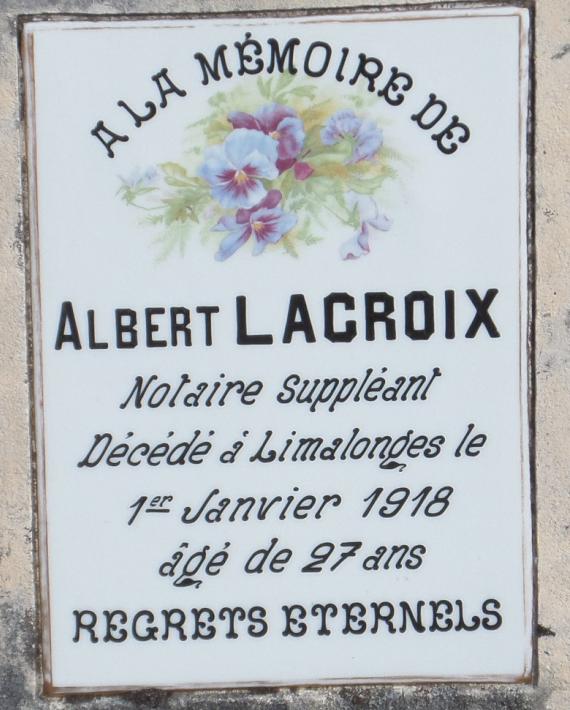 A LA MÉMOIRE DE
ALBERT LACROIX
Notaire Suppléant
Décédé à Limalonges le
1er Janvier 1918
âgé de 27 ans
REGRETS ETERNELS